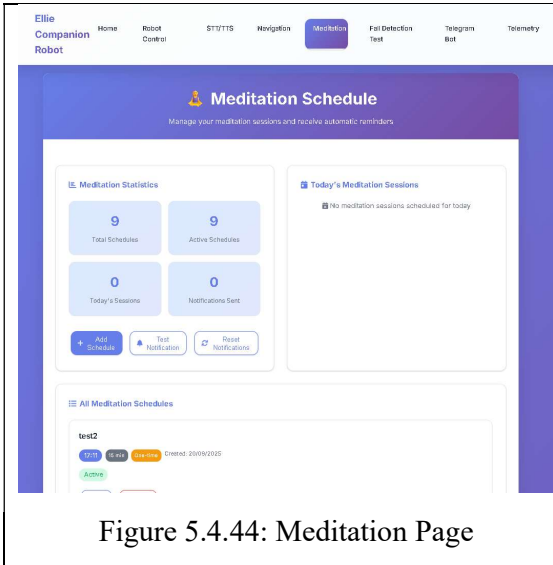 Ellie
Companion
Robot
Home
Robot
Control
STT/TTS
Navigation
Meditation
Fall Detection
Test
Telegram
Bot
Telemetry
Meditation Schedule
Manage your meditation sessions and receive automatic reminders
Meditation Statistics
9
Total Schedules
9
Active Schedules
0
Today's Sessions
0
Notifications Sent
Add
Schedule
Test
Notification
Reset
Notifications
Today's Meditation Sessions
No meditation sessions scheduled for today
All Meditation Schedules
test2
17:11 15 min One-time Created: 20/09/2025
Active
Figure 5.4.44: Meditation Page